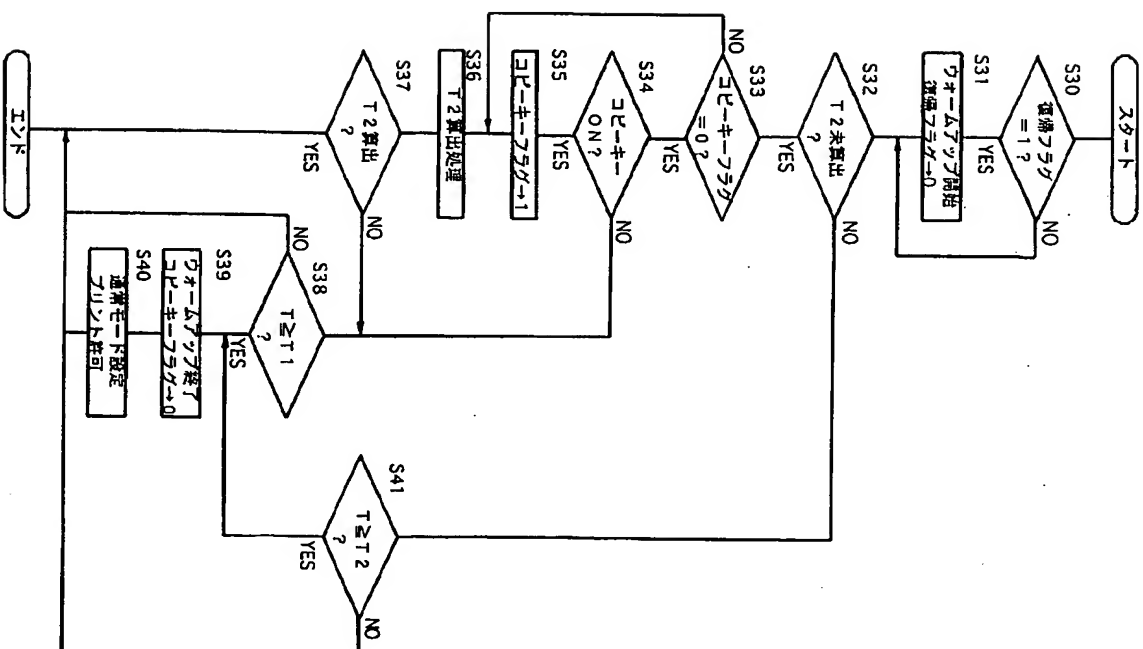 スタート
S30
復帰フラグ
=1?
NO
YES
S31
ウォームアップ開始
復帰フラグ→0
S32
T2未算出
?
NO
YES
S33
コピーキーフラグ
=0?
NO
YES
S34
コピーキー
ON?
NO
YES
S35
コピーキーフラグ→1
S36
T2算出処理
S37
T2算出
?
NO
YES
S38
T≧T1
?
NO
YES
S39
ウォームアップ終了
コピーキーフラグ→0
S40
通常モード設定
プリント許可
S41
T≧T2
?
NO
YES
エンド